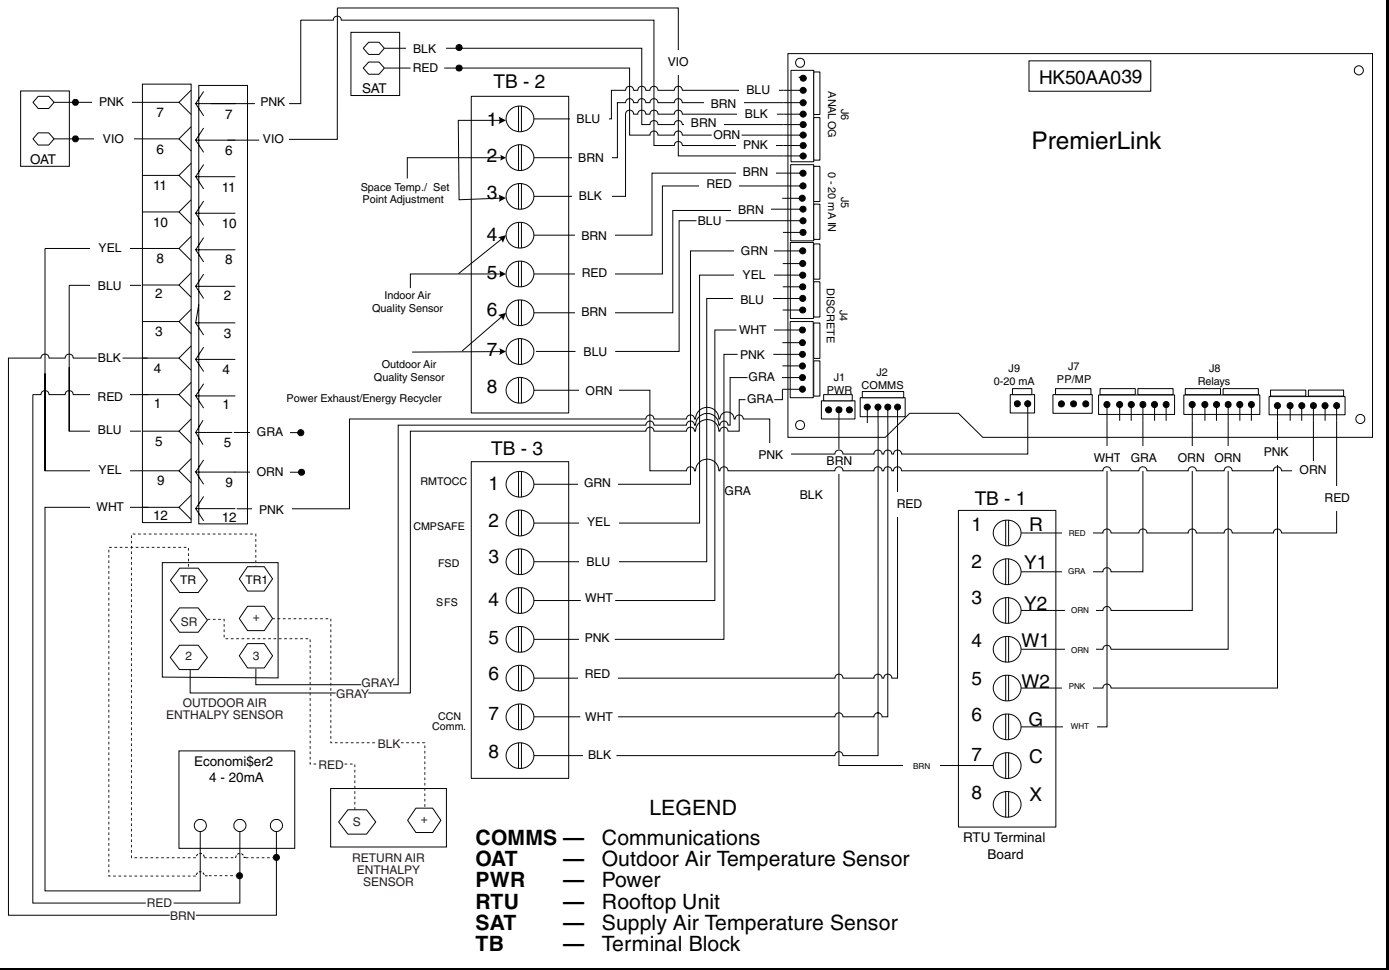 HK50AA039
PremierLink
SAT
BLK
RED
VIO
OAT
PNK
VIO
7
6
11
10
8
2
3
4
1
5
9
12
7
6
11
10
8
2
3
4
1
5
9
12
PNK
VIO
YEL
BLU
BLK
RED
BLU
YEL
WHT
GRA
ORN
PNK
TB - 2
1
2
3
4
5
6
7
8
BLU
BRN
BLK
BRN
RED
BRN
BLU
ORN
Space Temp./ Set
Point Adjustment
Indoor Air
Quality Sensor
Outdoor Air
Quality Sensor
Power Exhaust/Energy Recycler
BLU
BRN
BLK
BRN
ORN
PNK
BRN
RED
BRN
BLU
GRN
YEL
BLU
WHT
PNK
GRA
GRA
J6
ANALOG
J5
0 - 20 mA IN
J4
DISCRETE
J1
PWR
J2
COMMS
J9
0-20 mA
J7
PP/MP
J8
Relays
PNK
BRN
GRA
BLK
RED
WHT
GRA
ORN
ORN
PNK
ORN
RED
TB - 3
1
2
3
4
5
6
7
8
RMTOCC
CMPSAFE
FSD
SFS
CCN
Comm.
GRN
YEL
BLU
WHT
PNK
RED
WHT
BLK
TB - 1
1
R
RED
2
Y1
GRA
3
Y2
ORN
4
W1
ORN
5
W2
PNK
6
G
WHT
7
C
BRN
8
X
RTU Terminal
Board
TR
TR1
SR
+
2
3
OUTDOOR AIR
ENTHALPY SENSOR
GRAY
GRAY
BLK
RED
Economi$er2
4 - 20mA
S
+
RETURN AIR
ENTHALPY
SENSOR
RED
BRN
LEGEND
COMMS — Communications
OAT — Outdoor Air Temperature Sensor
PWR — Power
RTU — Rooftop Unit
SAT — Supply Air Temperature Sensor
TB — Terminal Block